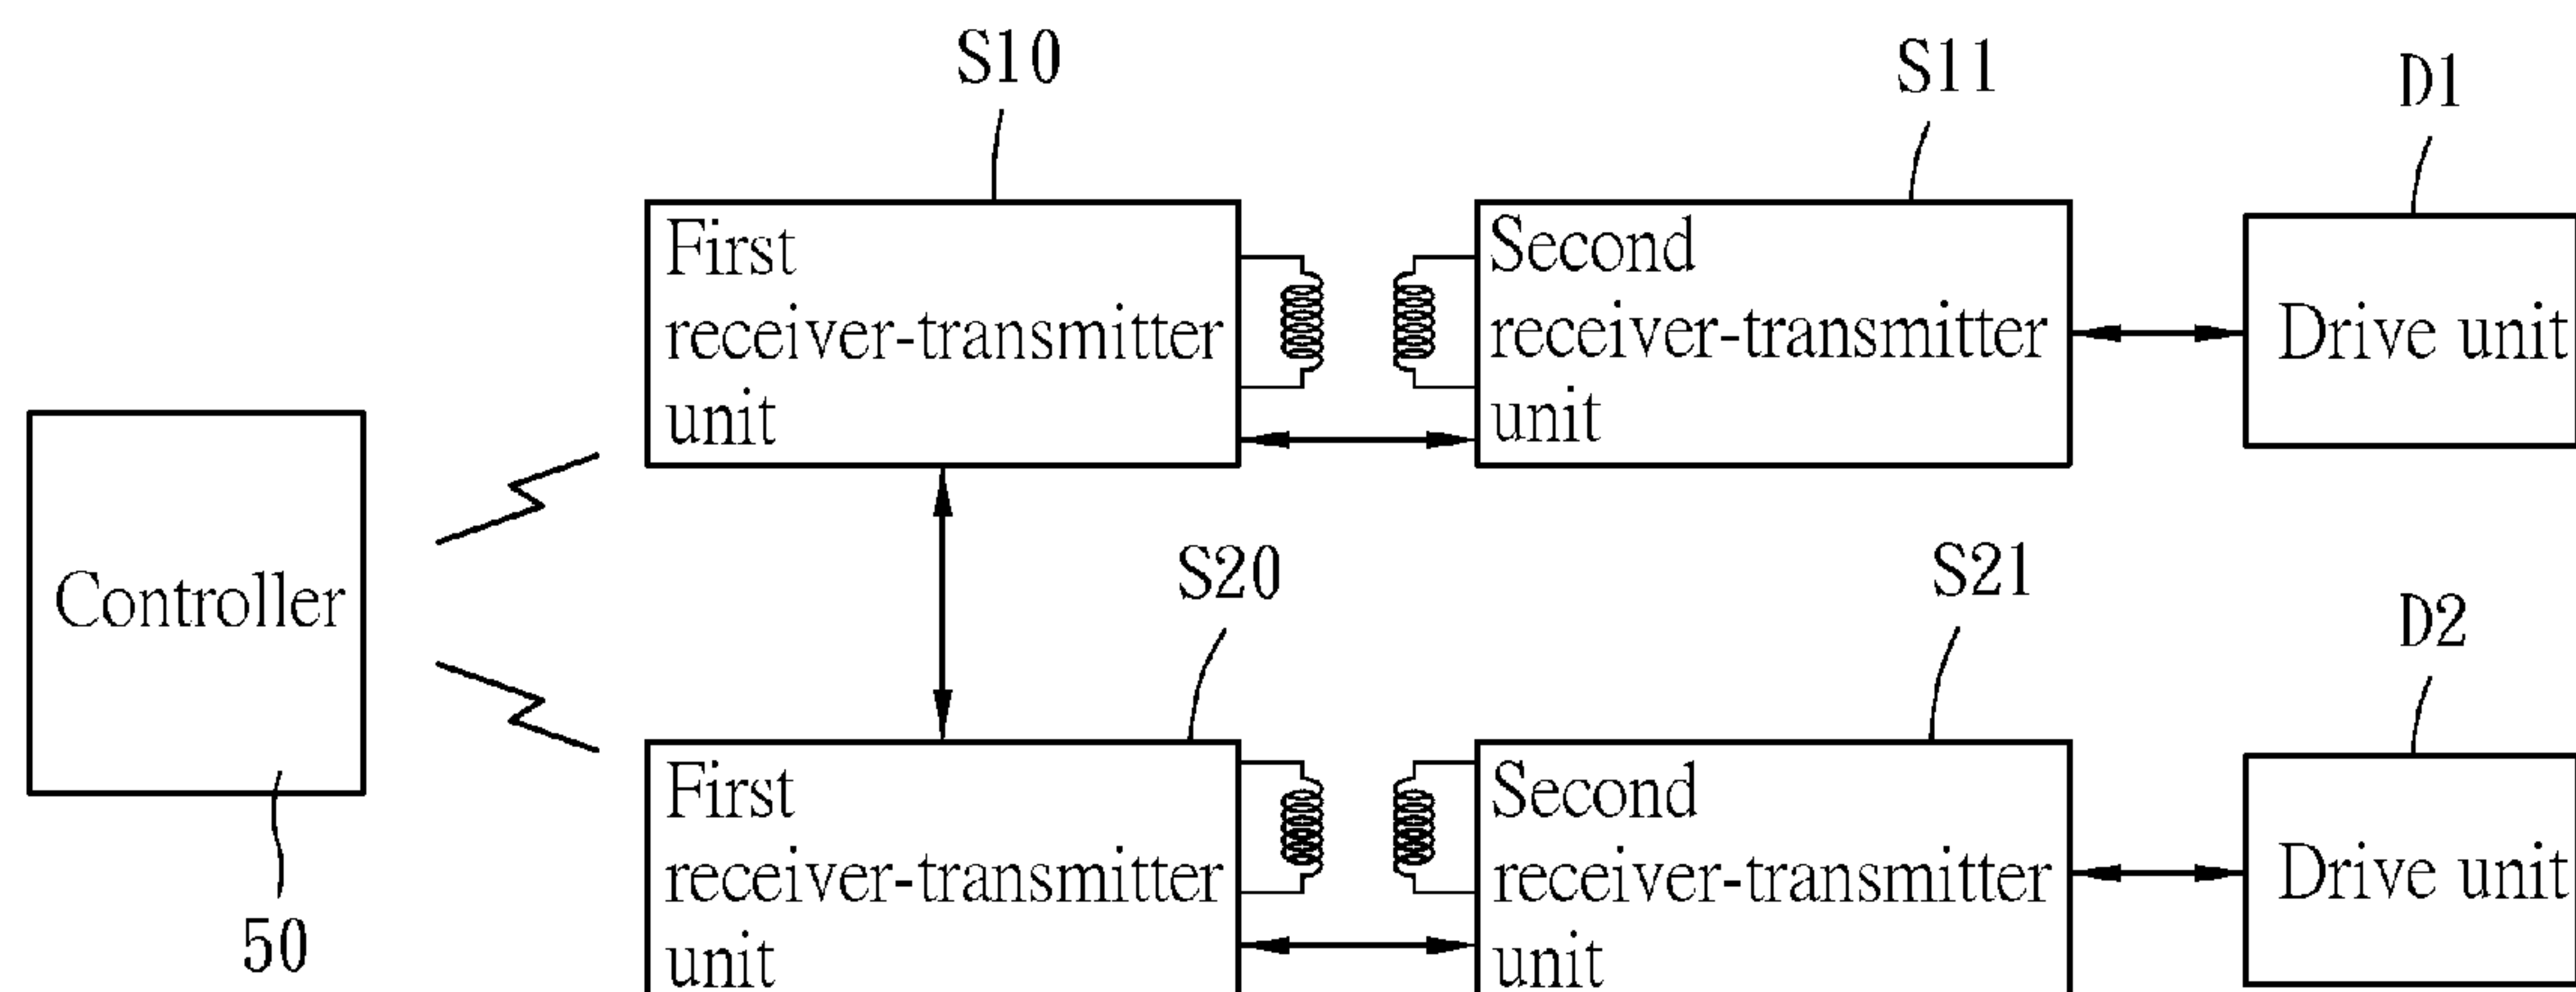 S10
S11
D1
First
receiver-transmitter
unit
Second
receiver-transmitter
unit
Drive unit
Controller
50
S20
S21
D2
First
receiver-transmitter
unit
Second
receiver-transmitter
unit
Drive unit